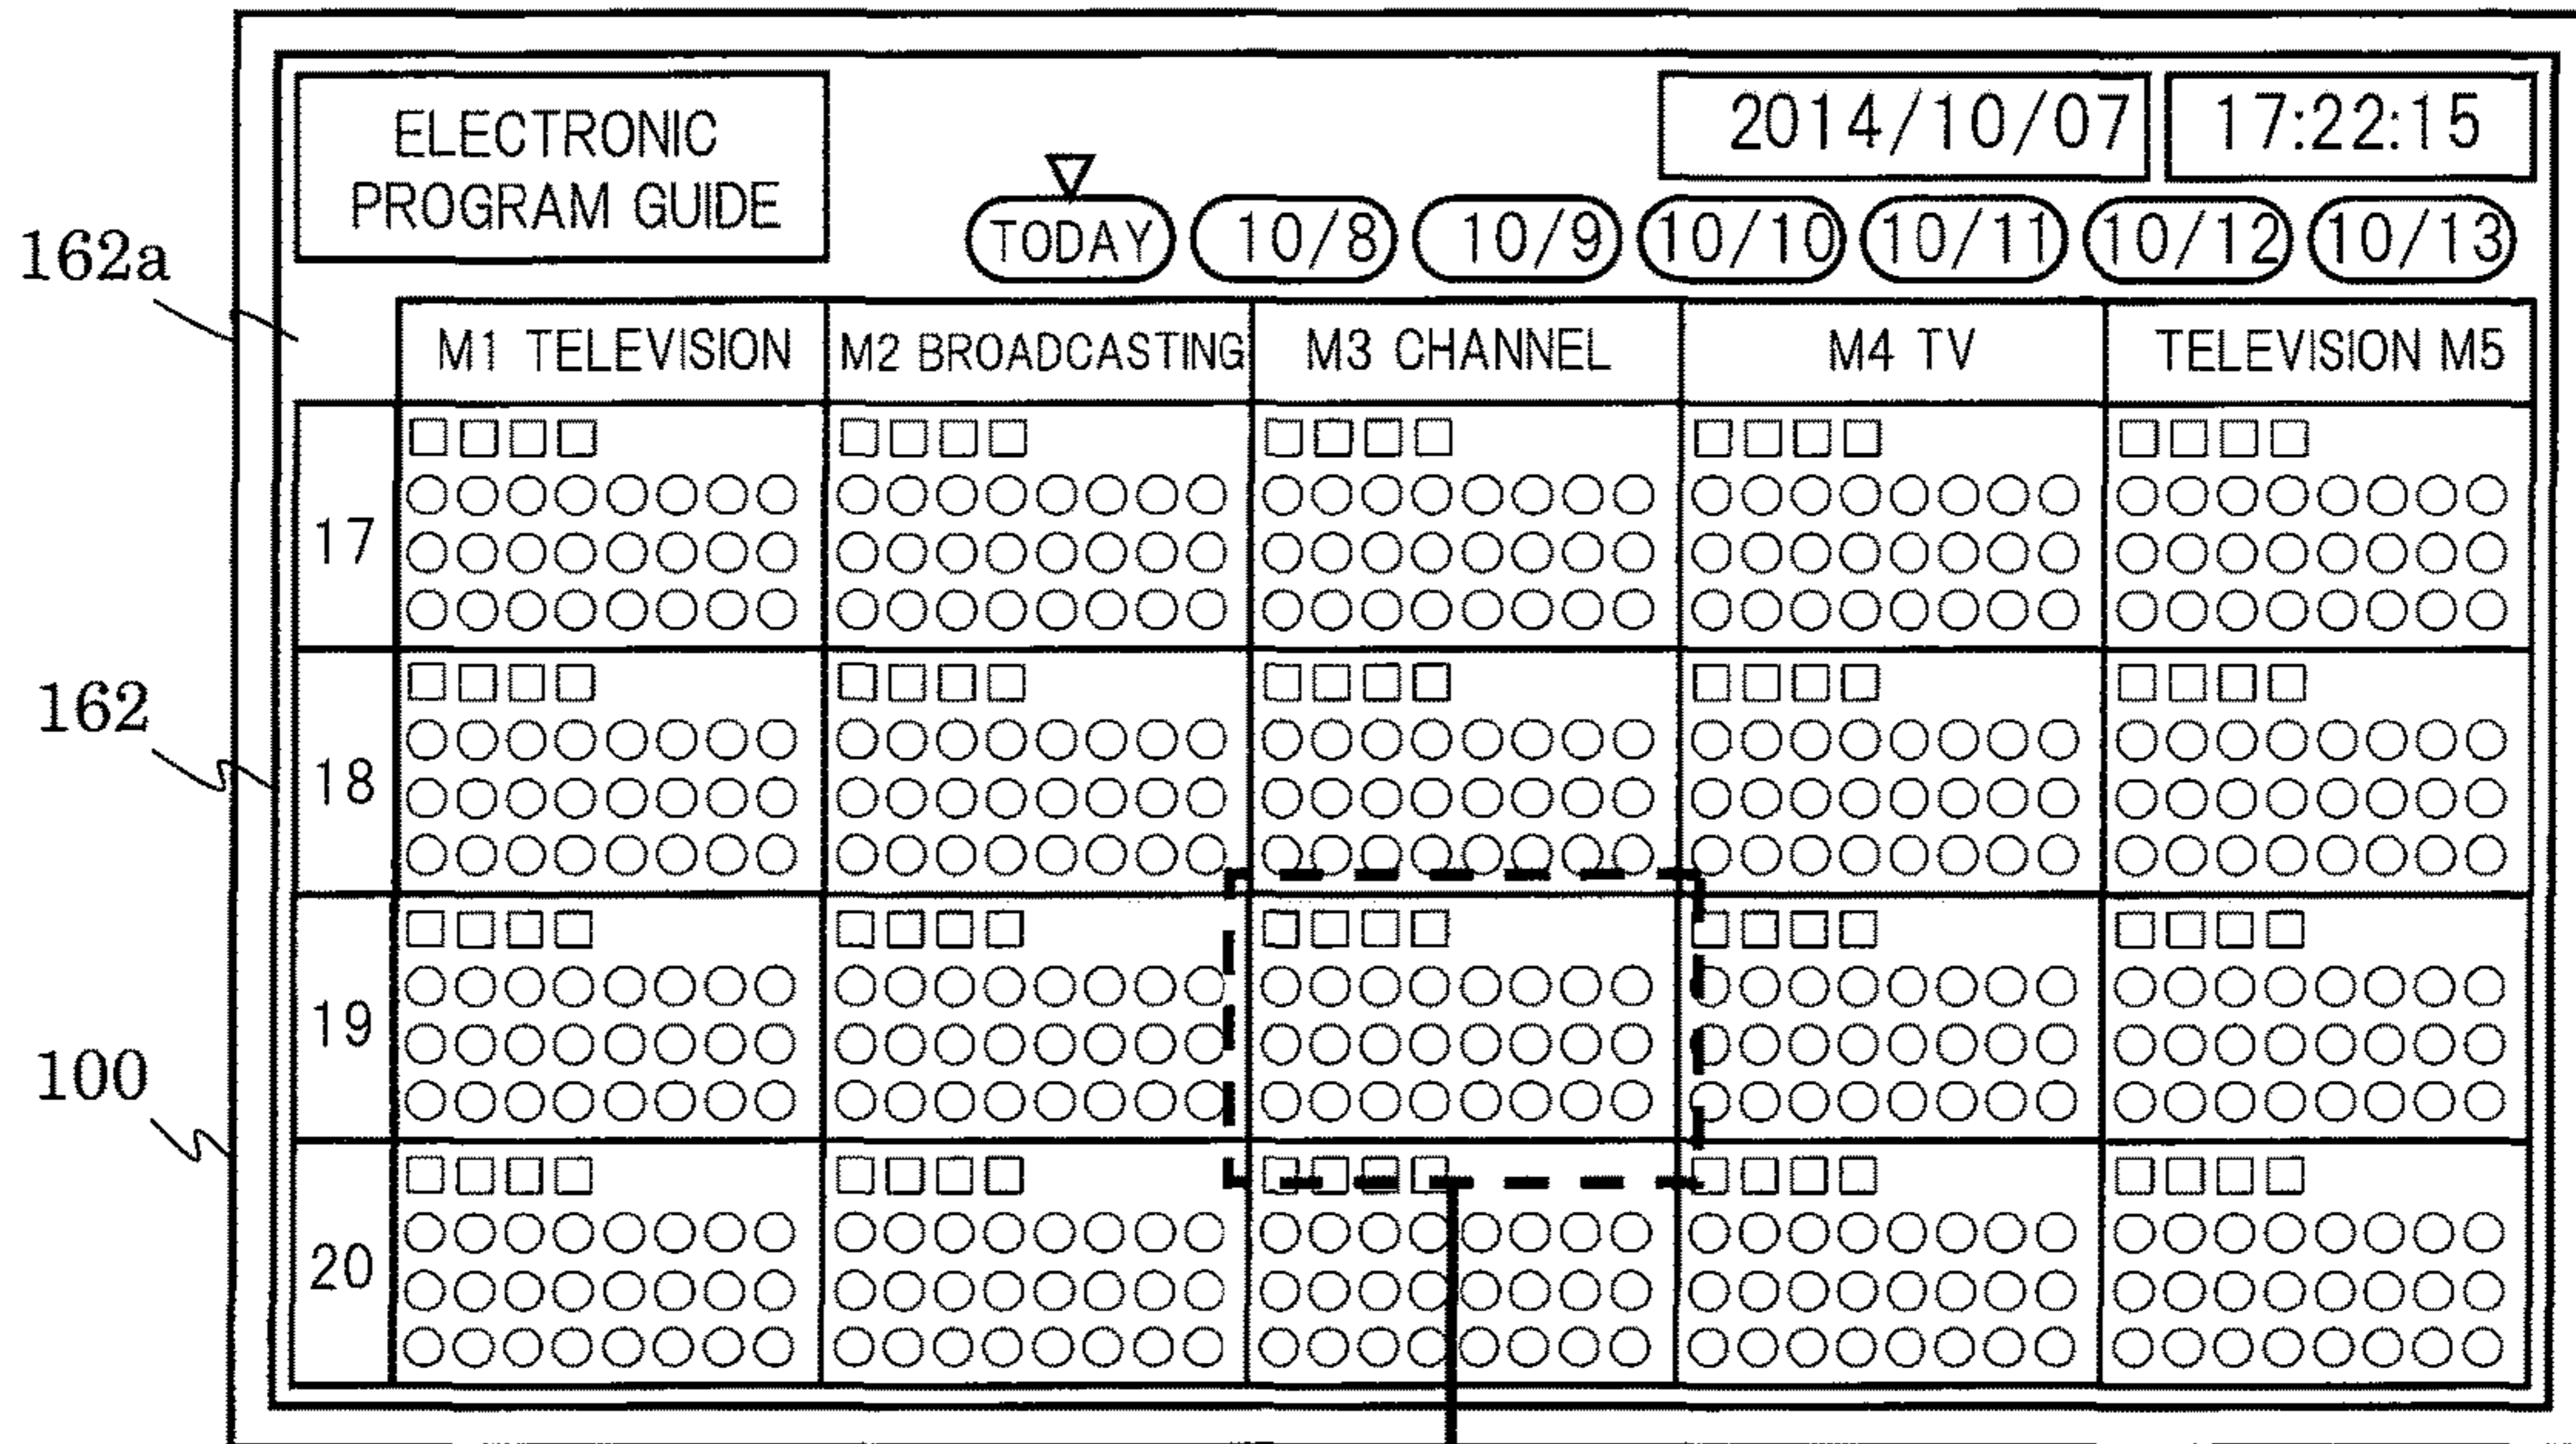 ELECTRONIC
PROGRAM GUIDE
2014/10/07 17:22:15
TODAY 10/8 10/9 10/10 10/11 10/12 10/13
162a
M1 TELEVISION M2 BROADCASTING M3 CHANNEL M4 TV TELEVISION M5
□□□□ □□□□ □□□□ □□□□ □□□□
○○○○○○○○ ○○○○○○○○ ○○○○○○○○ ○○○○○○○○ ○○○○○○○○
17 ○○○○○○○○ ○○○○○○○○ ○○○○○○○○ ○○○○○○○○ ○○○○○○○○
○○○○○○○○ ○○○○○○○○ ○○○○○○○○ ○○○○○○○○ ○○○○○○○○
162
□□□□ □□□□ □□□□ □□□□ □□□□
○○○○○○○○ ○○○○○○○○ ○○○○○○○○ ○○○○○○○○ ○○○○○○○○
18 ○○○○○○○○ ○○○○○○○○ ○○○○○○○○ ○○○○○○○○ ○○○○○○○○
○○○○○○○○ ○○○○○○○○ ○○○○○○○○ ○○○○○○○○ ○○○○○○○○
□□□□ □□□□ □□□□ □□□□ □□□□
○○○○○○○○ ○○○○○○○○ ○○○○○○○○ ○○○○○○○○ ○○○○○○○○
19 ○○○○○○○○ ○○○○○○○○ ○○○○○○○○ ○○○○○○○○ ○○○○○○○○
○○○○○○○○ ○○○○○○○○ ○○○○○○○○ ○○○○○○○○ ○○○○○○○○
100
□□□□ □□□□ □□□□ □□□□ □□□□
○○○○○○○○ ○○○○○○○○ ○○○○○○○○ ○○○○○○○○ ○○○○○○○○
20 ○○○○○○○○ ○○○○○○○○ ○○○○○○○○ ○○○○○○○○ ○○○○○○○○
○○○○○○○○ ○○○○○○○○ ○○○○○○○○ ○○○○○○○○ ○○○○○○○○